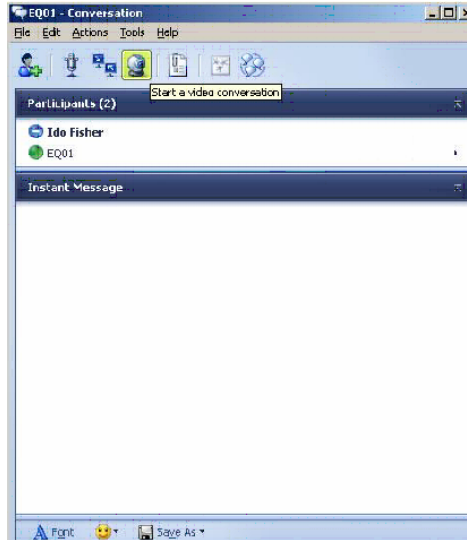 EQ01 - Conversation
File Edit Actions Tools Help
Start a video conversation
Participants (2)
Ido Fisher
EQ01
Instant Message
Font Save As